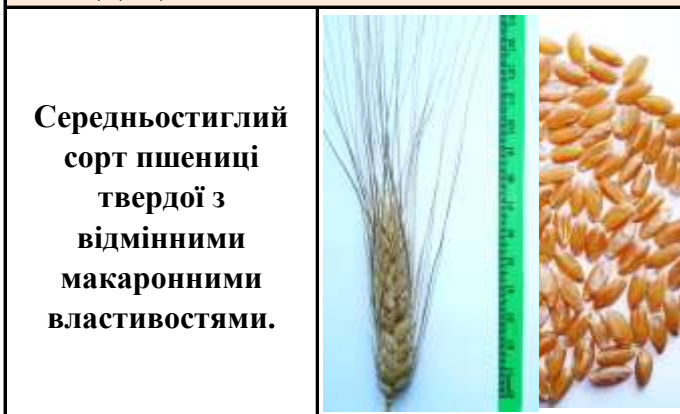 Середньостиглий
сорт пшениці
твердої з
відмінними
макаронними
властивостями.